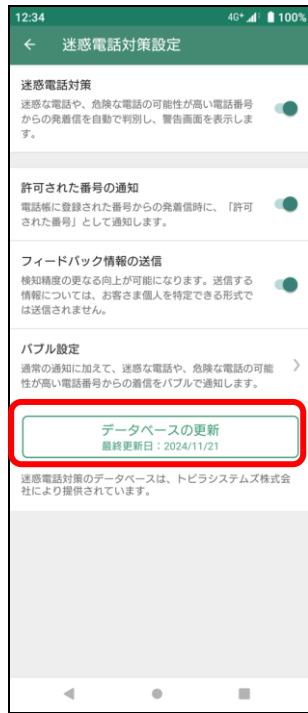 12:34 4G+ 100%
← 迷惑電話対策設定
迷惑電話対策
迷惑な電話や、危険な電話の可能性が高い電話番号
からの発着信を自動で判別し、警告画面を表示しま
す。
許可された番号の通知
電話帳に登録された番号からの発着信時に、「許可
された番号」として通知します。
フィードバック情報の送信
検知精度の更なる向上が可能になります。送信する
情報については、お客さま個人を特定できる形式で
は送信されません。
バブル設定
通常の通知に加えて、迷惑な電話や、危険な電話の可能
性が高い電話番号からの着信をバブルで通知します。
データベースの更新
最終更新日：2024/11/21
迷惑電話対策のデータベースは、トビラシステムズ株式会
社により提供されています。